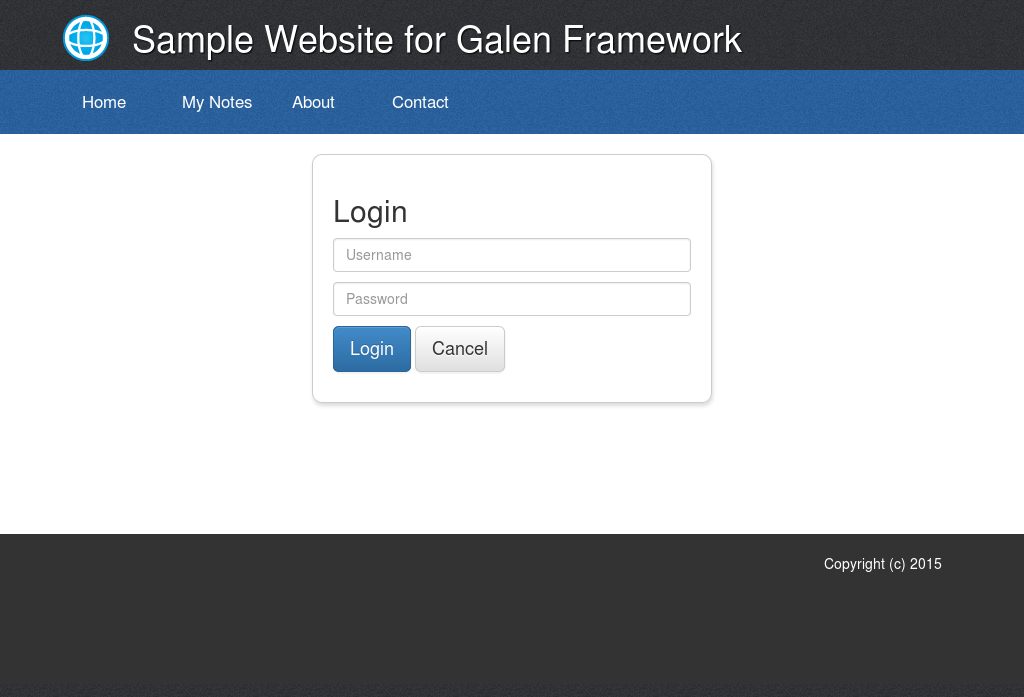 Sample Website for Galen Framework
Home My Notes About Contact
Login
Username
Password
Login Cancel
Copyright (c) 2015